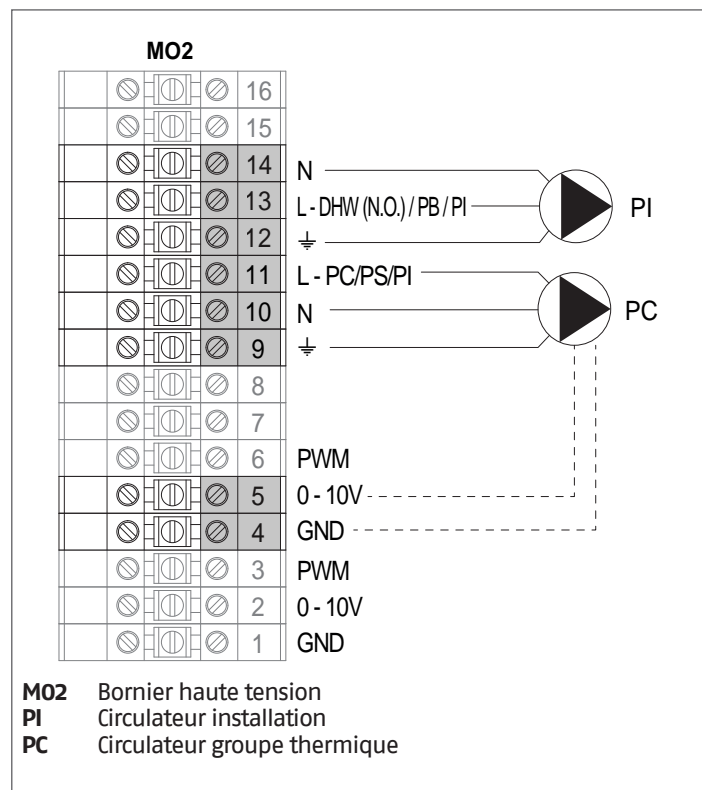 MO2
16
15
14 N
13 L - DHW (N.O.) / PB / PI PI
12
11 L - PC/PS/PI
10 N PC
9
8
7
6 PWM
5 0 - 10V
4 GND
3 PWM
2 0 - 10V
1 GND
MO2 Bornier haute tension
PI Circulateur installation
PC Circulateur groupe thermique